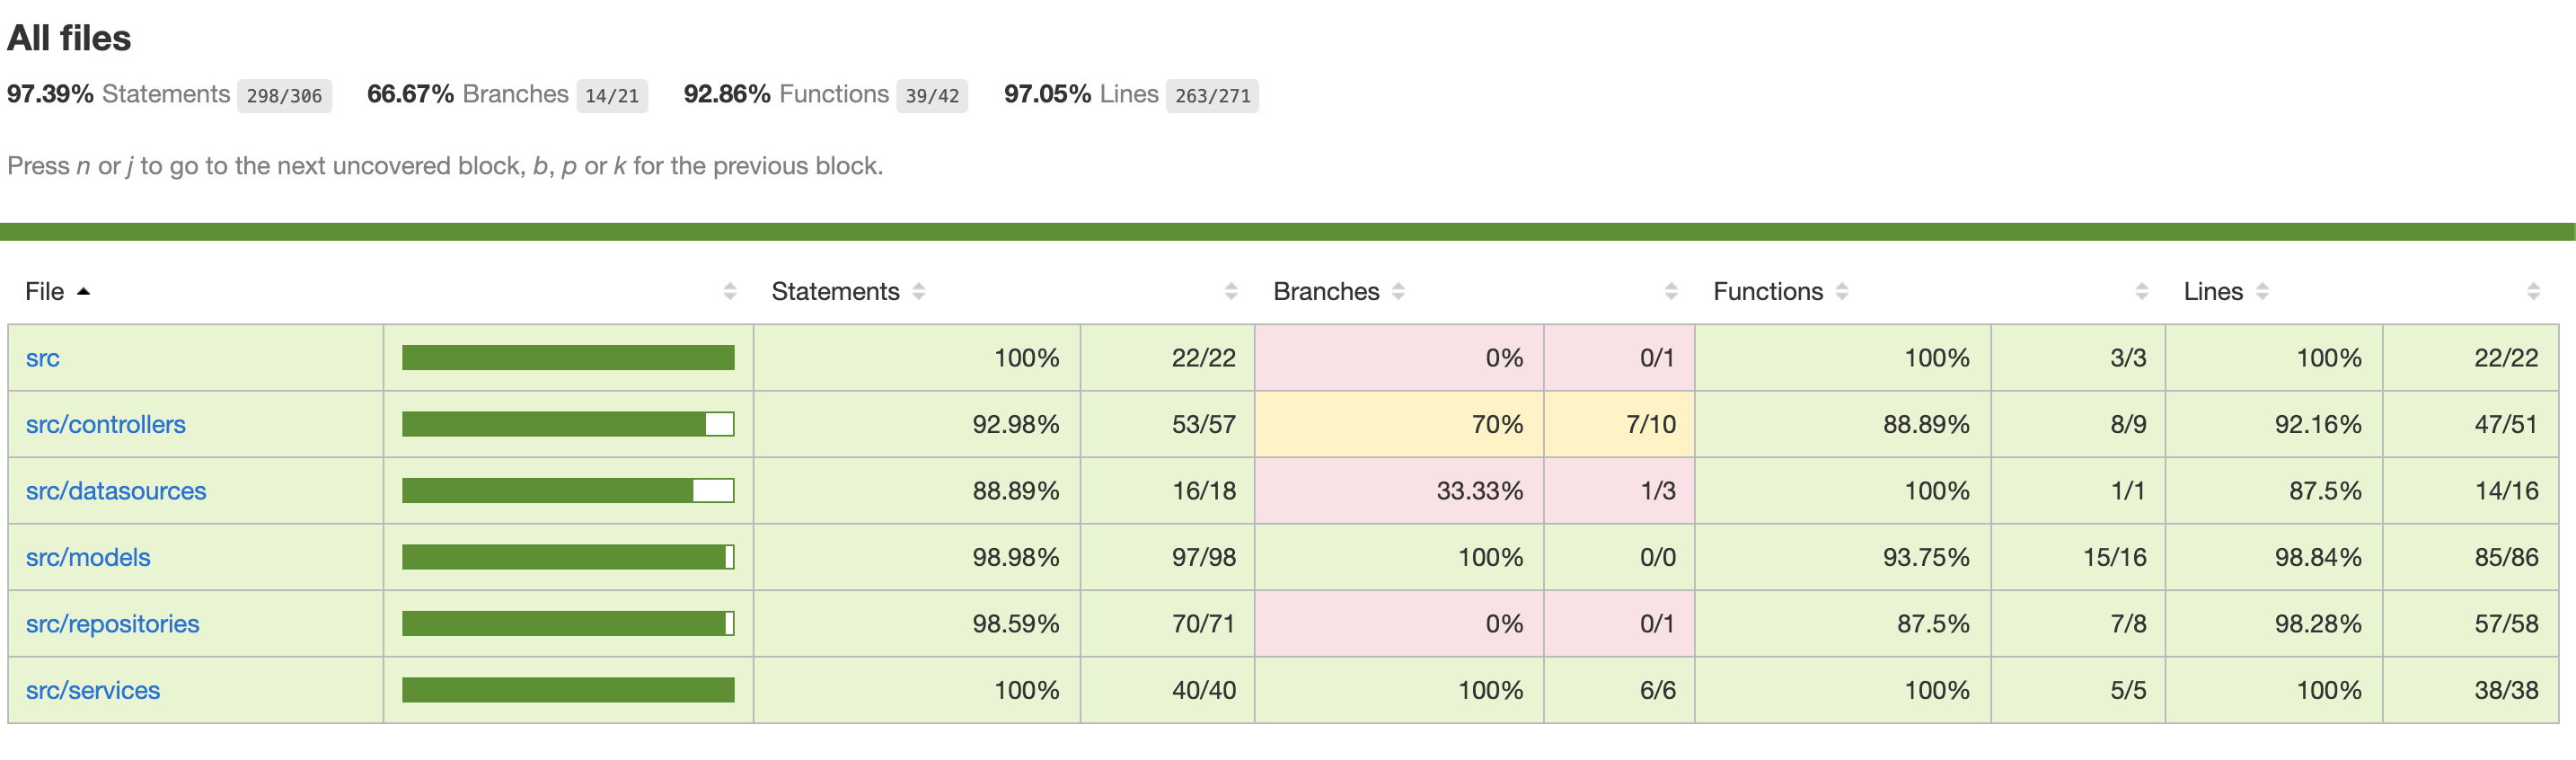 All files
97.39% Statements 298/306 66.67% Branches 14/21 92.86% Functions 39/42 97.05% Lines 263/271
Press n or j to go to the next uncovered block, b, p or k for the previous block.
File Statements Branches Functions Lines
src 100% 22/22 0% 0/1 100% 3/3 100% 22/22
src/controllers 92.98% 53/57 70% 7/10 88.89% 8/9 92.16% 47/51
src/datasources 88.89% 16/18 33.33% 1/3 100% 1/1 87.5% 14/16
src/models 98.98% 97/98 100% 0/0 93.75% 15/16 98.84% 85/86
src/repositories 98.59% 70/71 0% 0/1 87.5% 7/8 98.28% 57/58
src/services 100% 40/40 100% 6/6 100% 5/5 100% 38/38